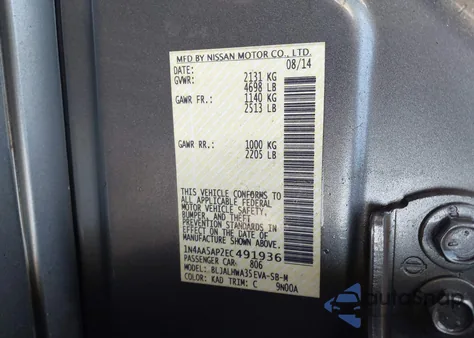 MFD BY NISSAN MOTOR CO., LTD.
DATE: 08/14
GVWR: 2131 KG
4698 LB
GAWR FR.: 1140 KG
2513 LB
GAWR RR.: 1000 KG
2205 LB
THIS VEHICLE CONFORMS TO
ALL APPLICABLE FEDERAL
MOTOR VEHICLE SAFETY,
BUMPER, AND THEFT
PREVENTION STANDARDS
IN EFFECT ON THE DATE OF
MANUFACTURE SHOWN ABOVE.
1N4AA5AP2EC491936
PASSENGER CAR 806
MODEL: BLJALHWA35EVA-SB-M
COLOR: KAD TRIM: C 9N00A
autosnap